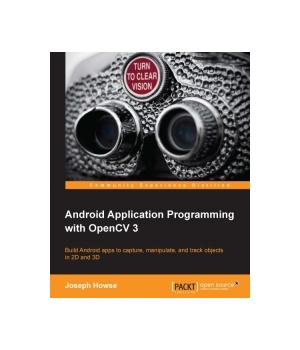 TURN
TO CLEAR
VISION
Community Experience Distilled
Android Application Programming
with OpenCV 3
Build Android apps to capture, manipulate, and track objects
in 2D and 3D
Joseph Howse
PACKT open source